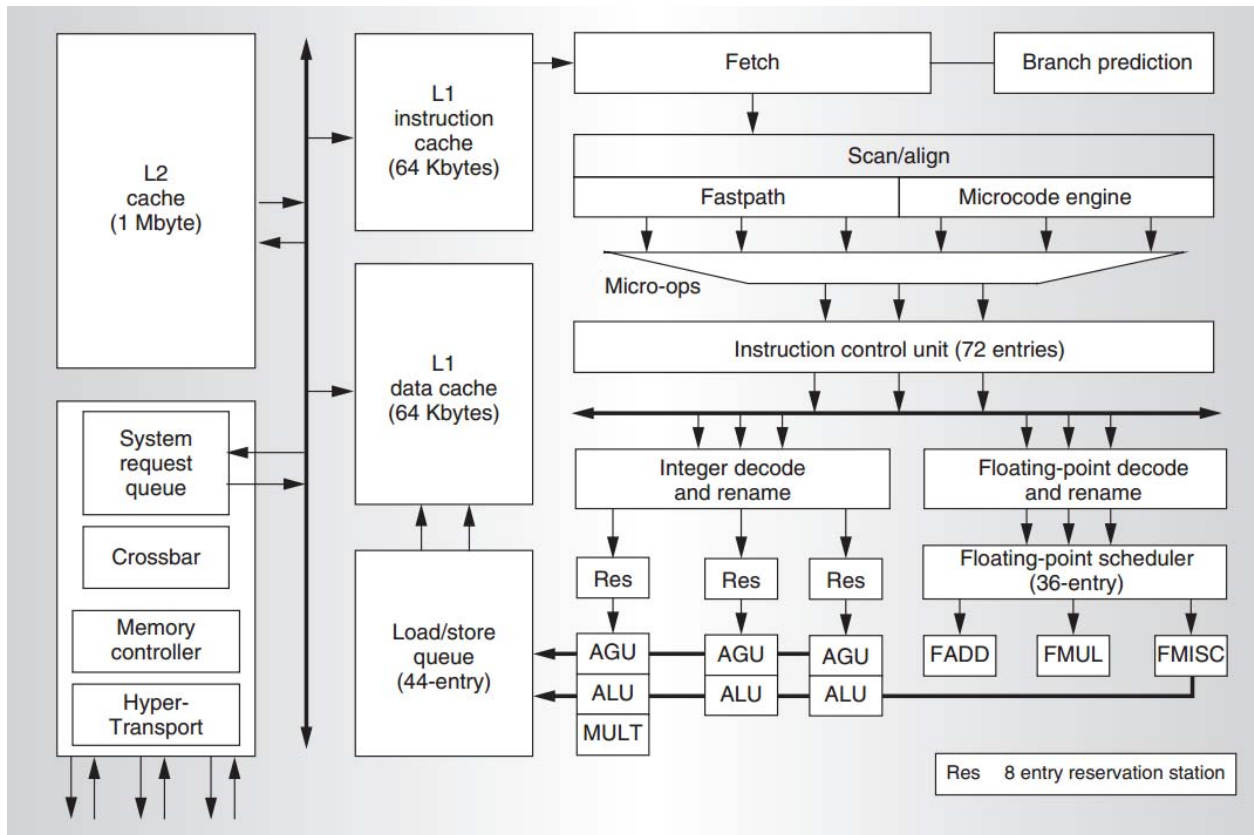 L2
cache
(1 Mbyte)
System
request
queue
Crossbar
Memory
controller
Hyper-
Transport
L1
instruction
cache
(64 Kbytes)
L1
data cache
(64 Kbytes)
Load/store
queue
(44-entry)
Fetch
Branch prediction
Scan/align
Fastpath
Microcode engine
Micro-ops
Instruction control unit (72 entries)
Integer decode
and rename
Floating-point decode
and rename
Res
Res
Res
Floating-point scheduler
(36-entry)
AGU
AGU
AGU
FADD
FMUL
FMISC
ALU
ALU
ALU
MULT
Res 8 entry reservation station